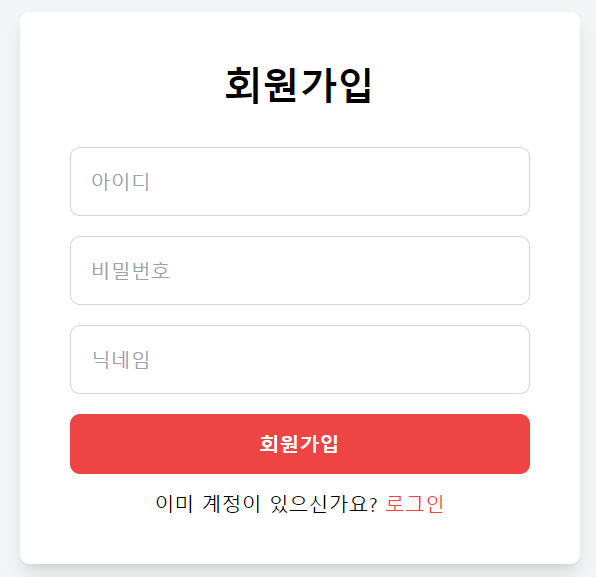 회원가입
아이디
비밀번호
닉네임
회원가입
이미 계정이 있으신가요? 로그인